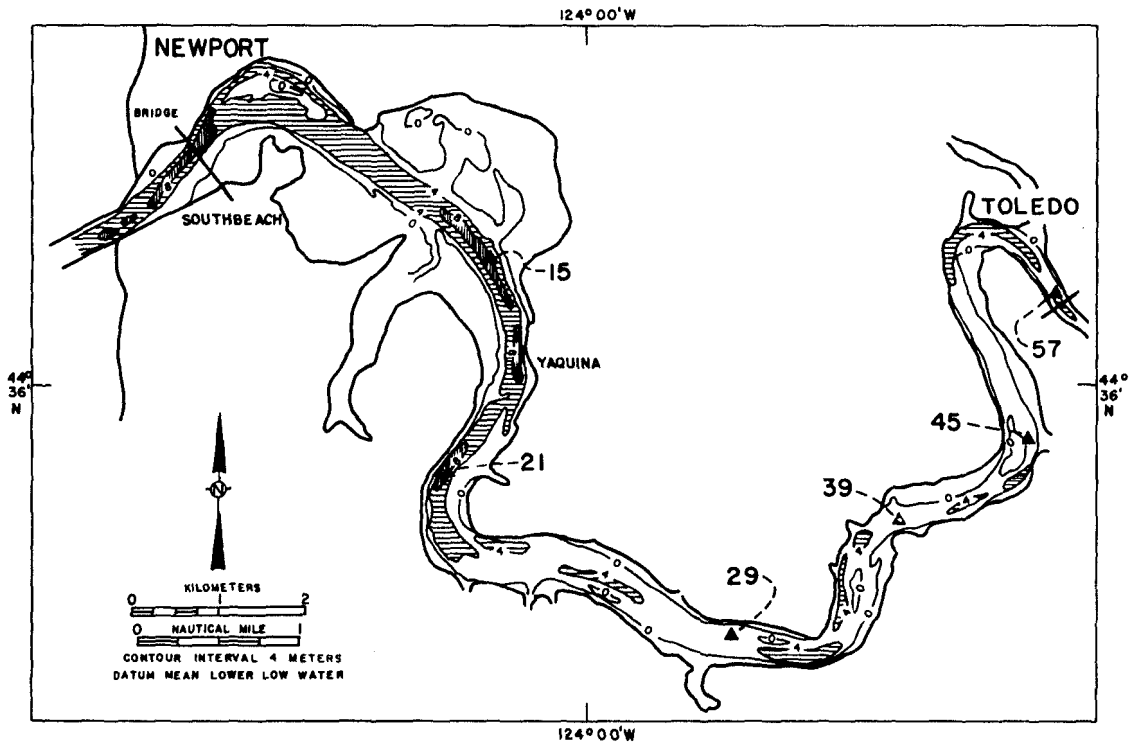 124°00'W
NEWPORT
BRIDGE
SOUTHBEACH
TOLEDO
15
57
YAQUINA
44°
36'
N
44°
36'
N
45
21
39
29
N
KILOMETERS
0 1 2
NAUTICAL MILE
0 1
CONTOUR INTERVAL 4 METERS
DATUM MEAN LOWER LOW WATER
124°00'W